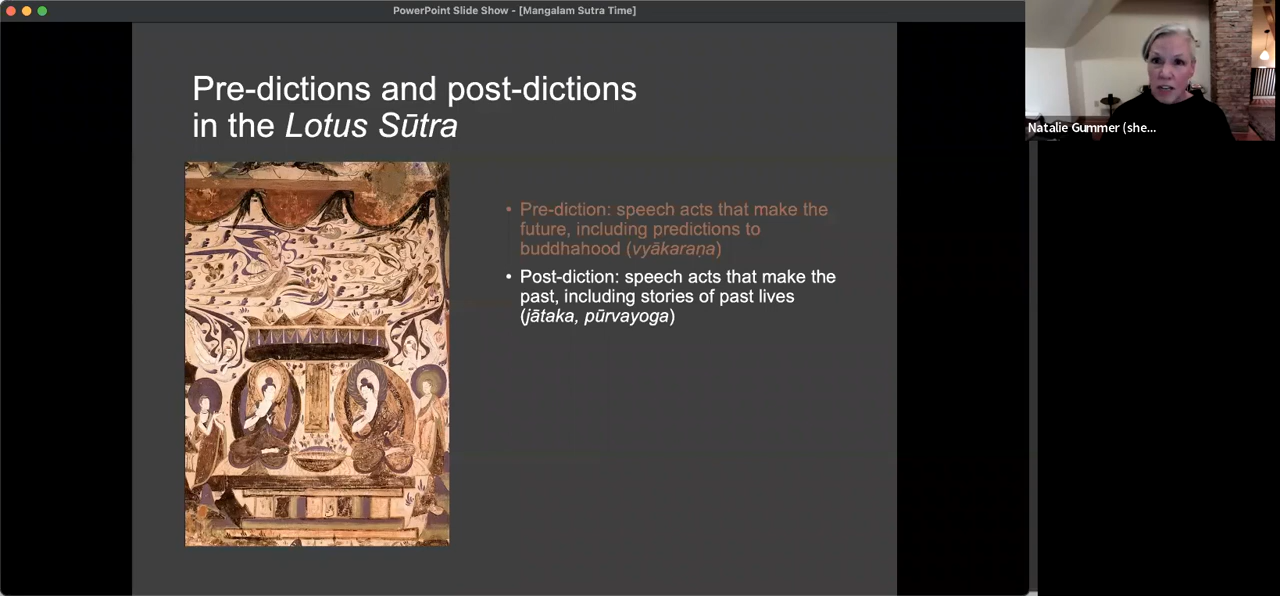 PowerPoint Slide Show - [Mangalam Sutra Time]
Pre-dictions and post-dictions
in the Lotus Sūtra
• Pre-diction: speech acts that make the
future, including predictions to
buddhahood (vyākaraṇa)
• Post-diction: speech acts that make the
past, including stories of past lives
(jātaka, pūrvayoga)
Natalie Gummer (she...